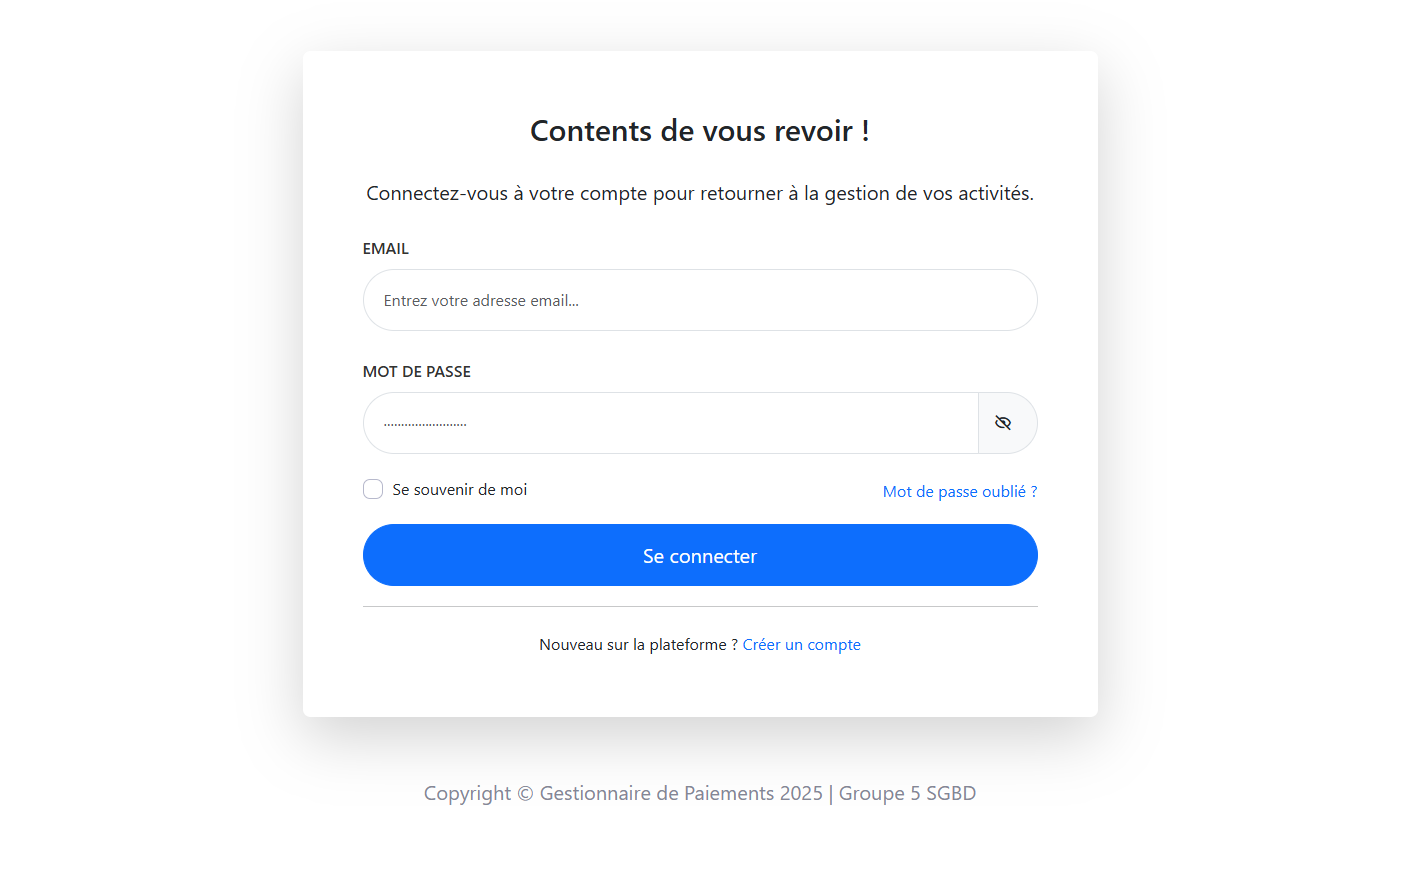 Contents de vous revoir !
Connectez-vous à votre compte pour retourner à la gestion de vos activités.
EMAIL
Entrez votre adresse email...
MOT DE PASSE
........................
Se souvenir de moi
Mot de passe oublié ?
Se connecter
Nouveau sur la plateforme ? Créer un compte
Copyright © Gestionnaire de Paiements 2025 | Groupe 5 SGBD